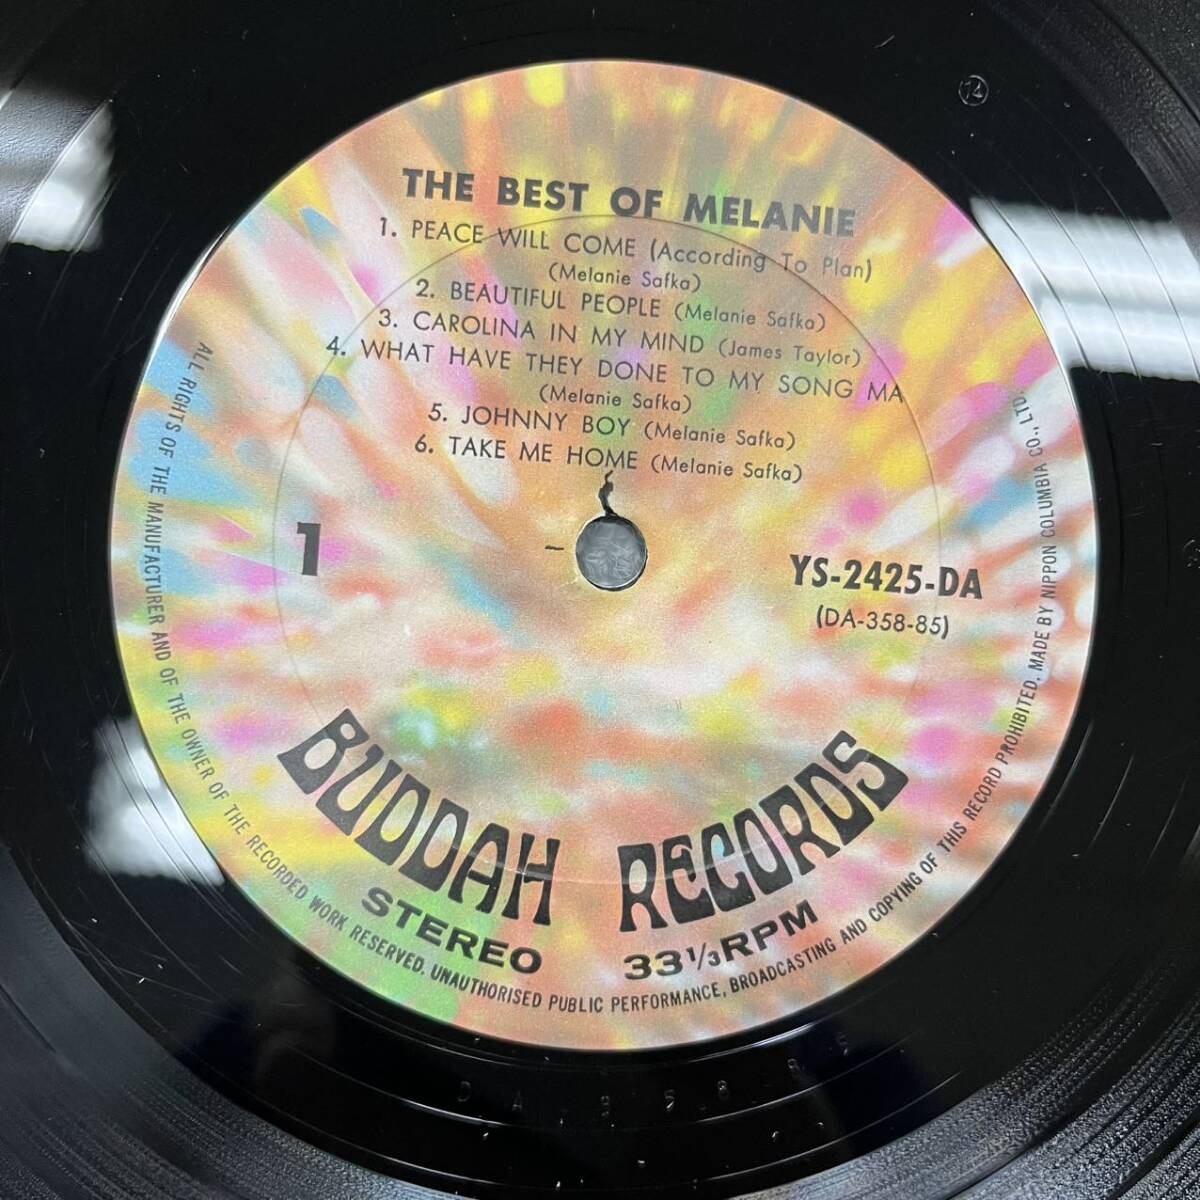 THE BEST OF MELANIE
1. PEACE WILL COME (According To Plan)
(Melanie Safka)
2. BEAUTIFUL PEOPLE (Melanie Safka)
3. CAROLINA IN MY MIND (James Taylor)
4. WHAT HAVE THEY DONE TO MY SONG MA
(Melanie Safka)
5. JOHNNY BOY (Melanie Safka)
6. TAKE ME HOME (Melanie Safka)
1
YS-2425-DA
(DA-358-85)
BUDDAH RECORDS
STEREO
33 1/3 RPM
ALL RIGHTS OF THE MANUFACTURER AND OF THE OWNER OF THE RECORDED WORK RESERVED. UNAUTHORISED PUBLIC PERFORMANCE, BROADCASTING AND COPYING OF THIS RECORD PROHIBITED. MADE BY NIPPON COLUMBIA CO., LTD.